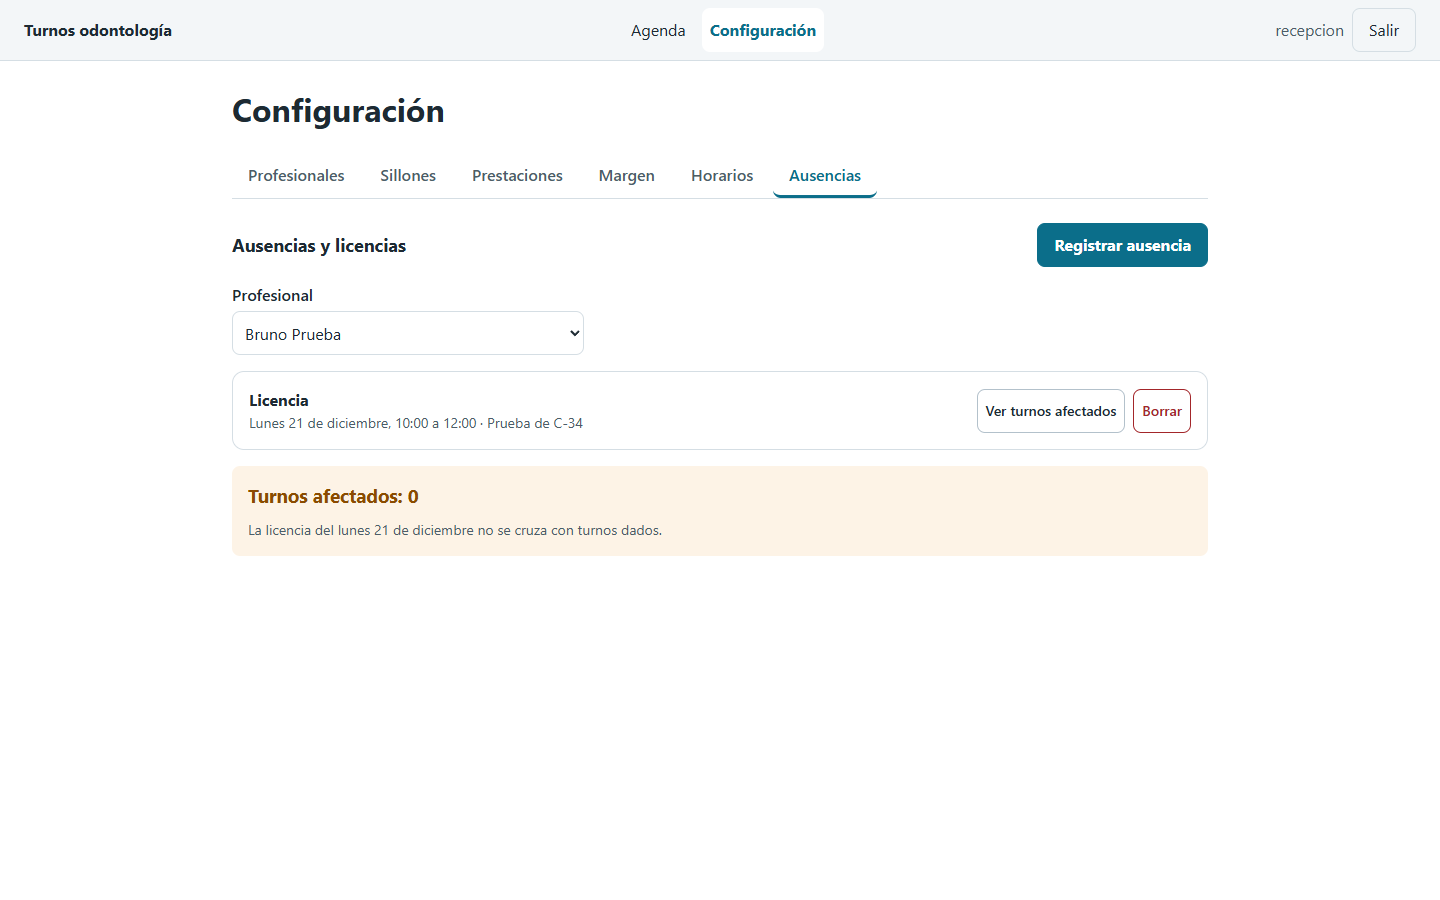 Turnos odontología
Agenda
Configuración
recepcion
Salir
Configuración
Profesionales
Sillones
Prestaciones
Margen
Horarios
Ausencias
Ausencias y licencias
Registrar ausencia
Profesional
Bruno Prueba
Licencia
Lunes 21 de diciembre, 10:00 a 12:00 · Prueba de C-34
Ver turnos afectados
Borrar
Turnos afectados: 0
La licencia del lunes 21 de diciembre no se cruza con turnos dados.